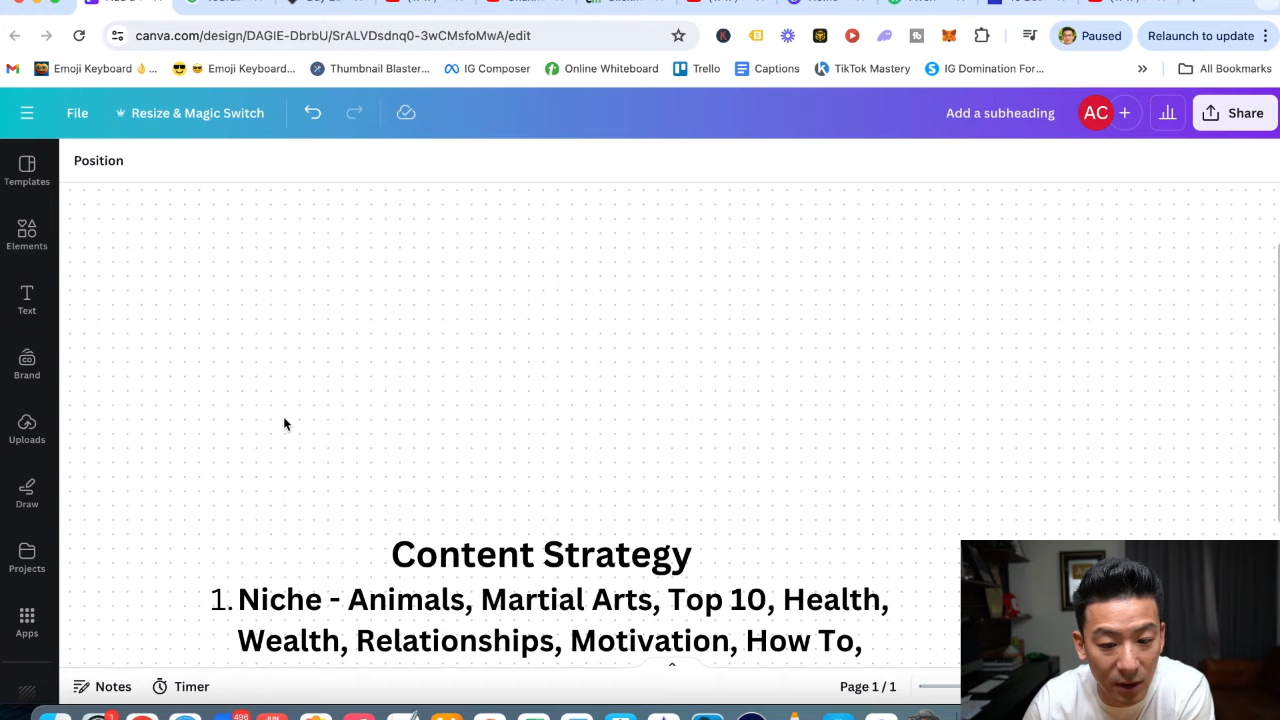 canva.com/design/DAGIE-DbrbU/SrALVDsdnq0-3wCMsfoMwA/edit
Paused
Relaunch to update
Emoji Keyboard 👌 ...
😎 Emoji Keyboard...
Thumbnail Blaster...
IG Composer
Online Whiteboard
Trello
Captions
TikTok Mastery
IG Domination For...
All Bookmarks
File
Resize & Magic Switch
Add a subheading
AC
Share
Templates
Position
Elements
Text
Brand
Uploads
Draw
Projects
Apps
Content Strategy
1. Niche - Animals, Martial Arts, Top 10, Health,
Wealth, Relationships, Motivation, How To,
Notes
Timer
Page 1 / 1
496